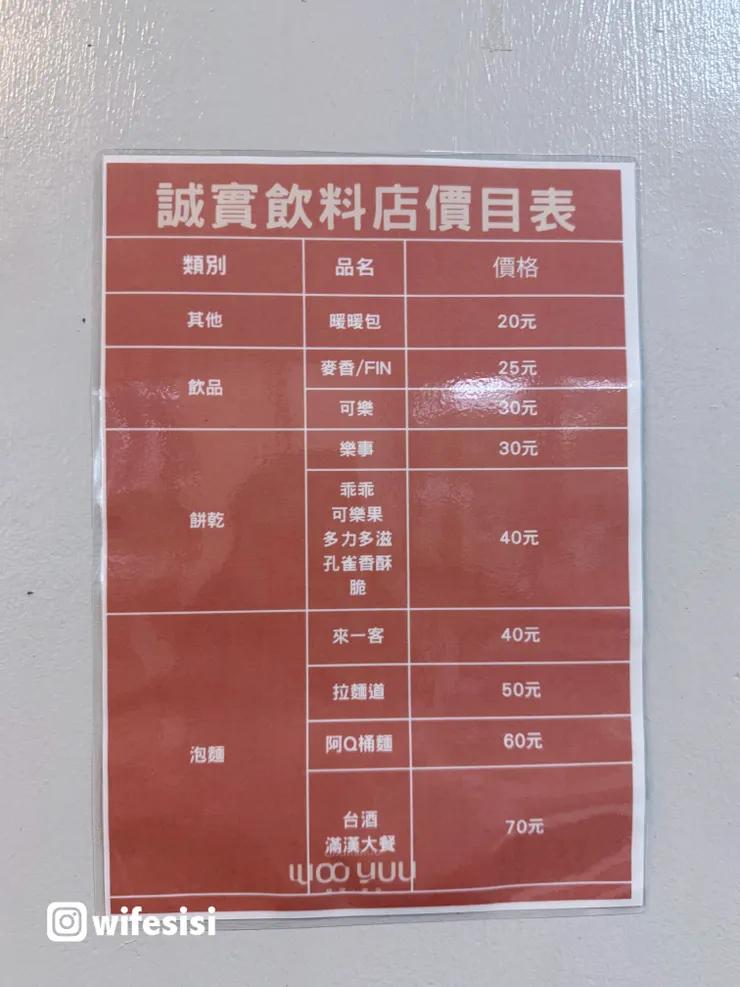 誠實飲料店價目表
類別 品名 價格
其他 暖暖包 20元
飲品 麥香/FIN 25元
可樂 30元
餅乾 樂事 30元
乖乖
可樂果
多力多滋
孔雀香酥
脆
40元
泡麵 來一客 40元
拉麵道 50元
阿Q桶麵 60元
台酒
滿漢大餐
70元
woo yuu
wifesisi